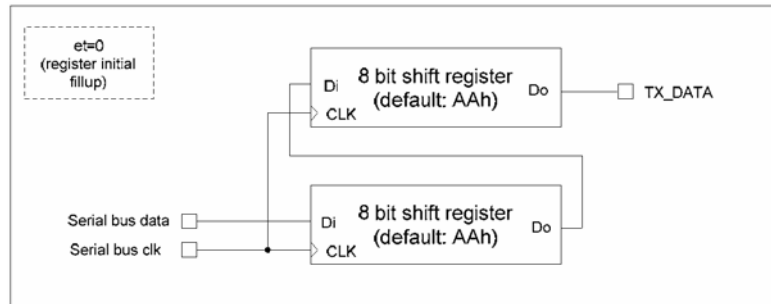 et=0
(register initial
fillup)
8 bit shift register
(default: AAh)
Di
Do
CLK
TX_DATA
8 bit shift register
(default: AAh)
Di
Do
CLK
Serial bus data
Serial bus clk